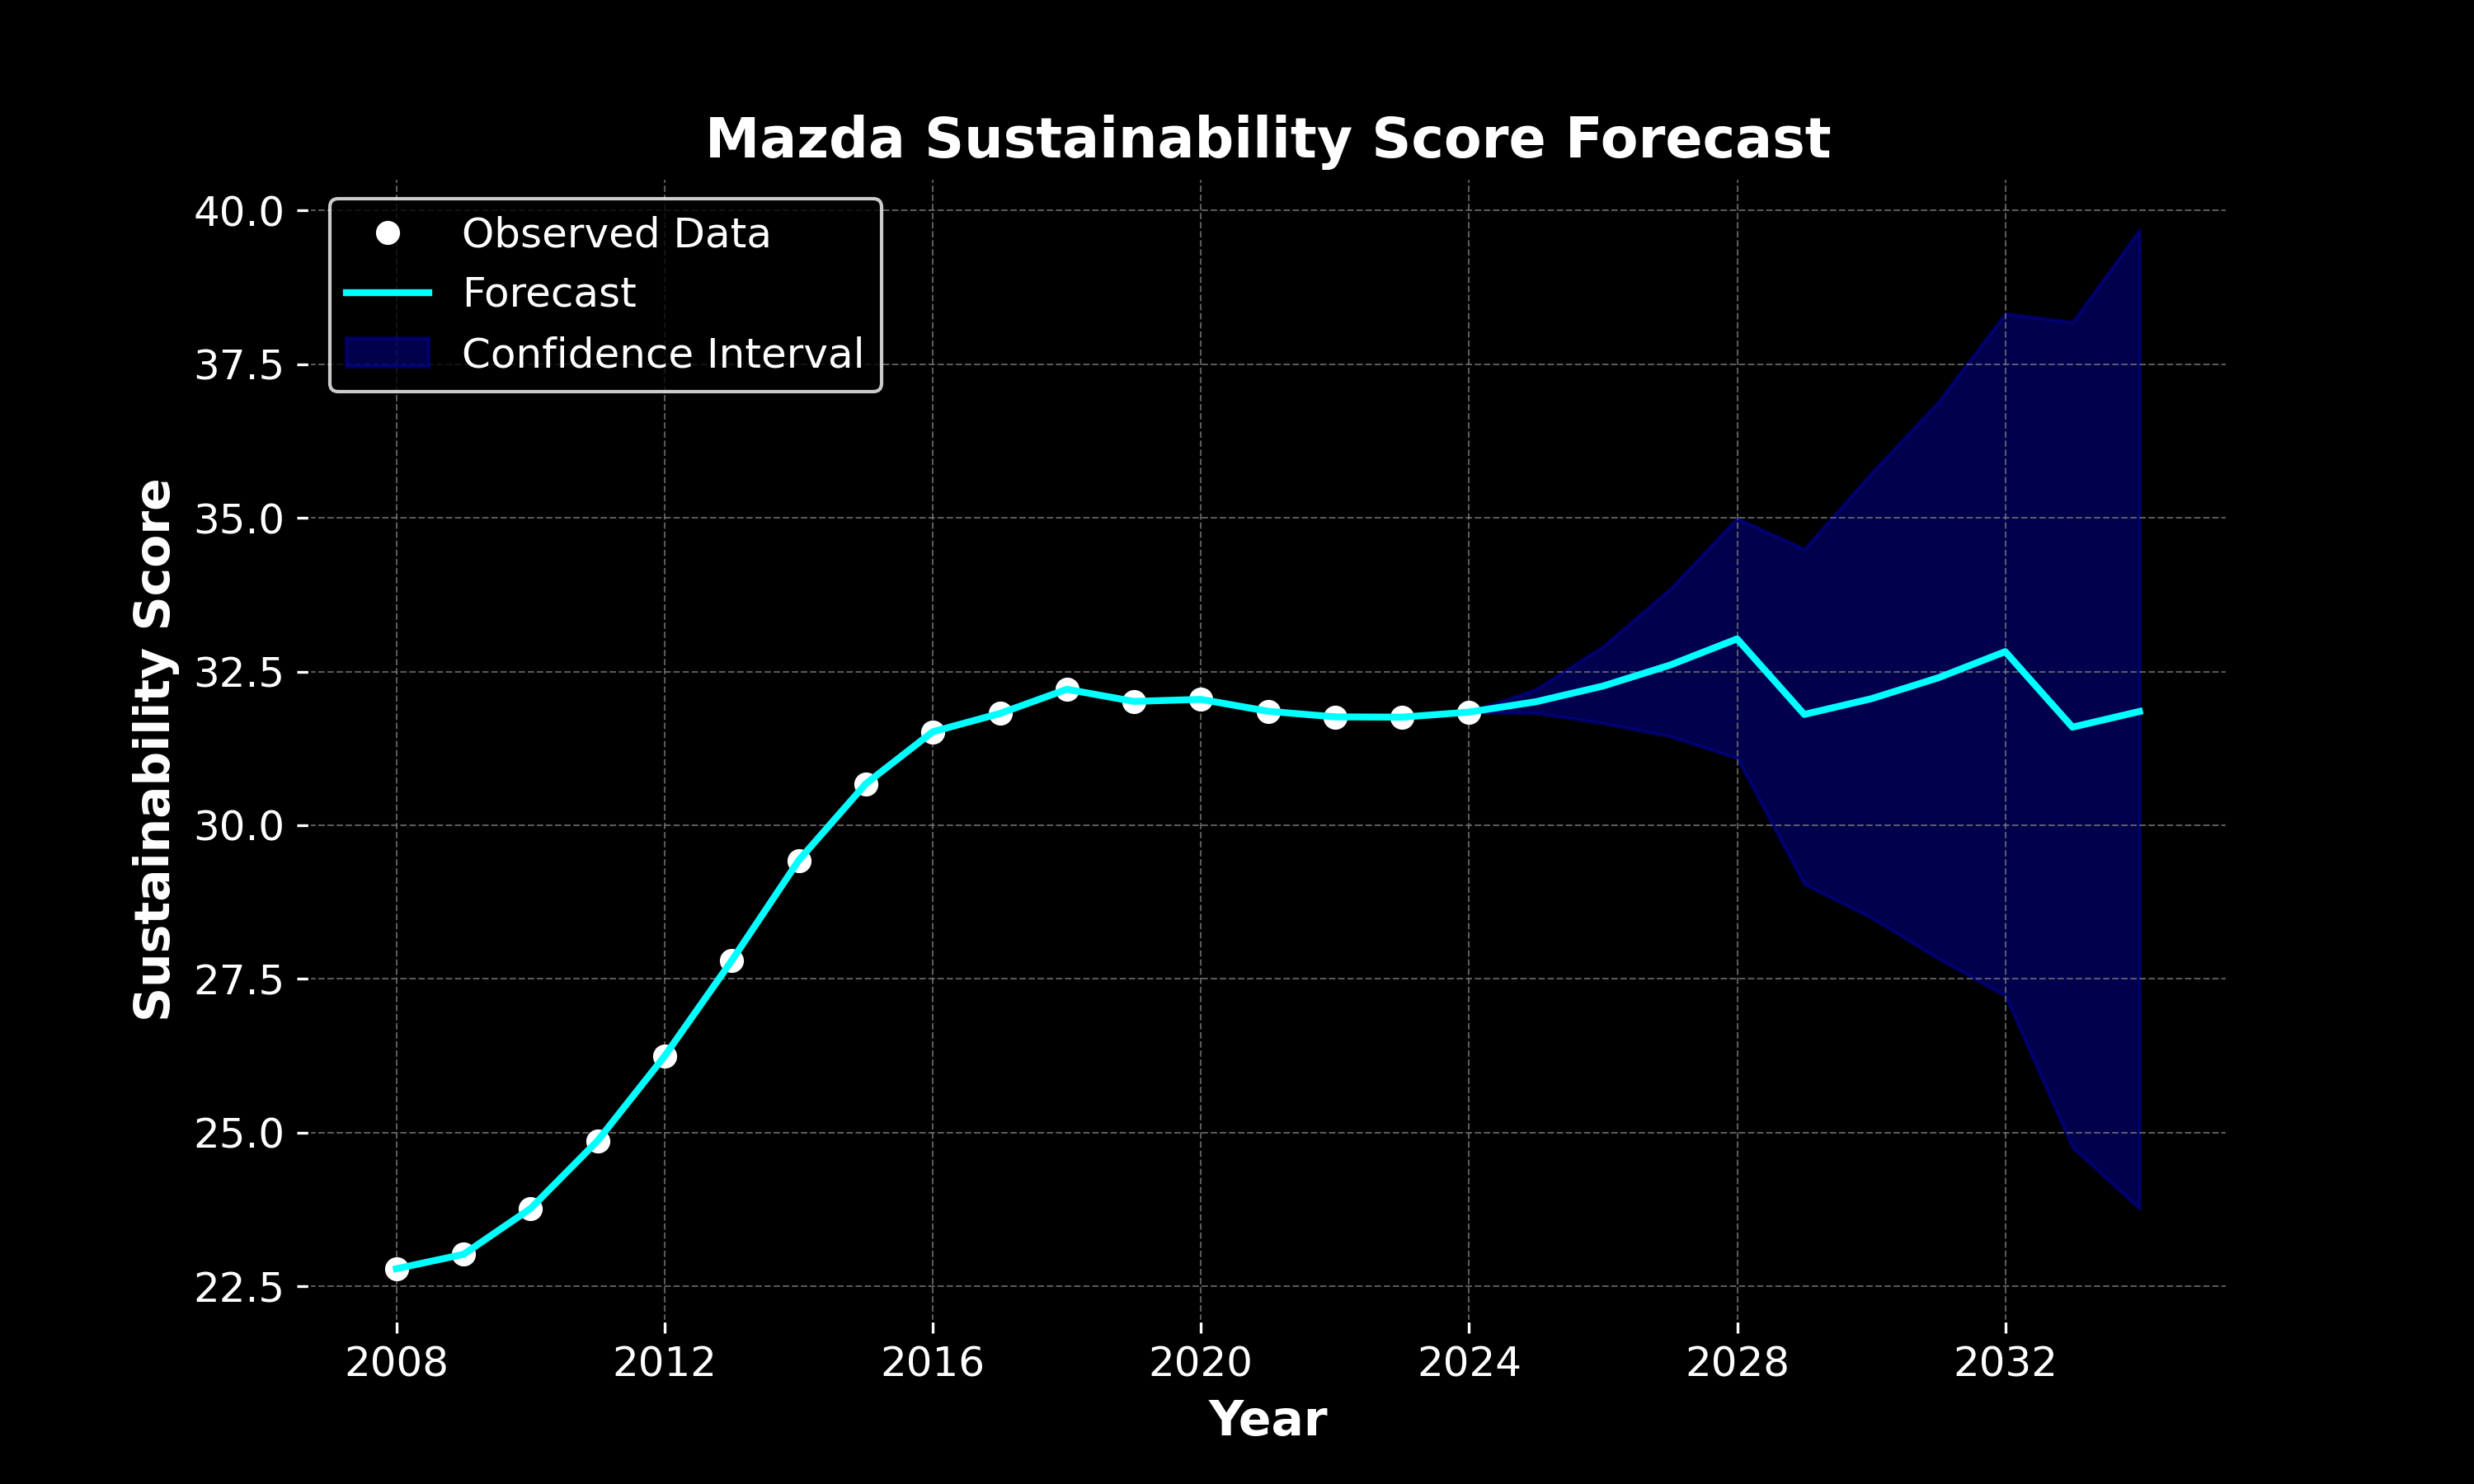 Mazda Sustainability Score Forecast
Observed Data
Forecast
Confidence Interval
Sustainability Score
40.0
37.5
35.0
32.5
30.0
27.5
25.0
22.5
2008 2012 2016 2020 2024 2028 2032
Year